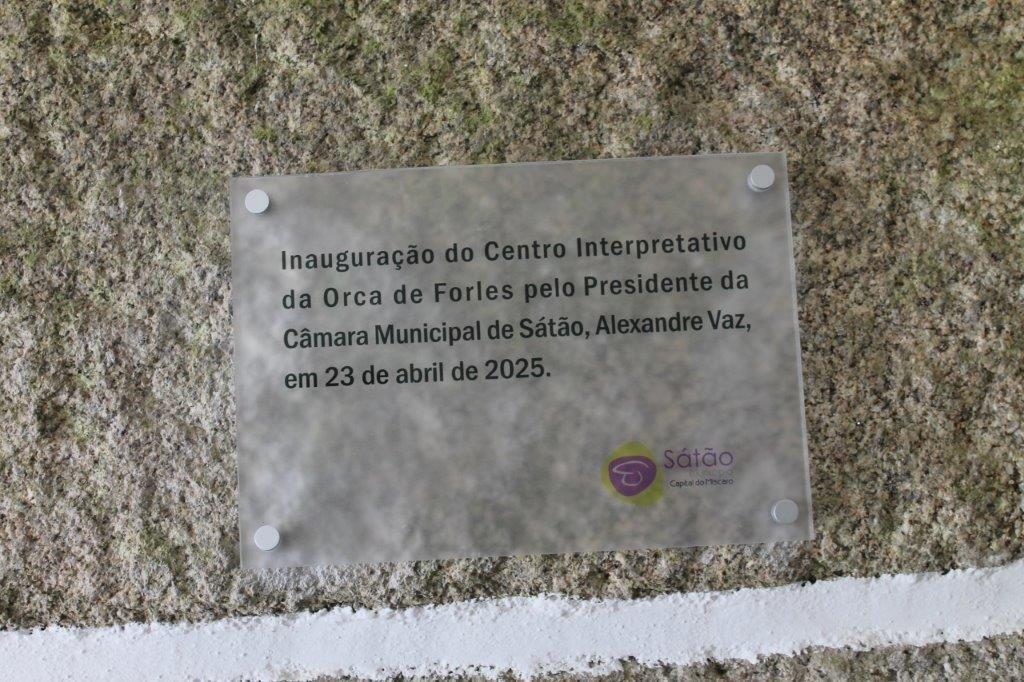 Inauguração do Centro Interpretativo
da Orca de Forles pelo Presidente da
Câmara Municipal de Sátão, Alexandre Vaz,
em 23 de abril de 2025.
Sátão
Capital do Míscaro